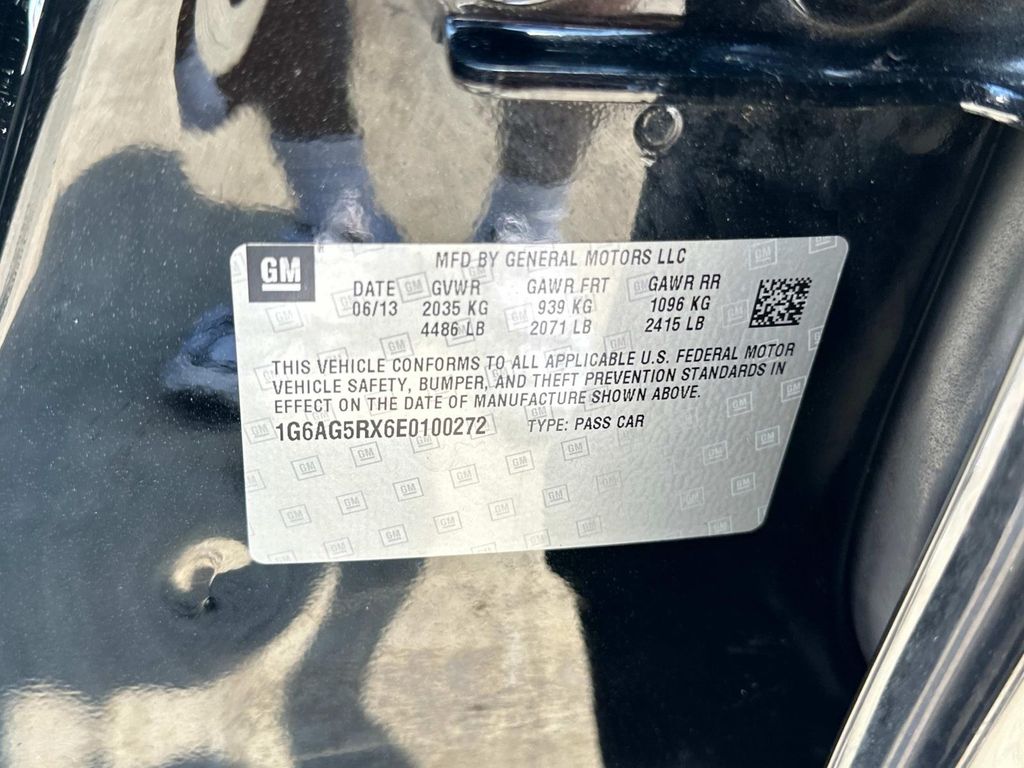 GM
MFD BY GENERAL MOTORS LLC
DATE GVWR GAWR FRT GAWR RR
06/13 2035 KG 939 KG 1096 KG
4486 LB 2071 LB 2415 LB
THIS VEHICLE CONFORMS TO ALL APPLICABLE U.S. FEDERAL MOTOR
VEHICLE SAFETY, BUMPER, AND THEFT PREVENTION STANDARDS IN
EFFECT ON THE DATE OF MANUFACTURE SHOWN ABOVE.
1G6AG5RX6E0100272 TYPE: PASS CAR